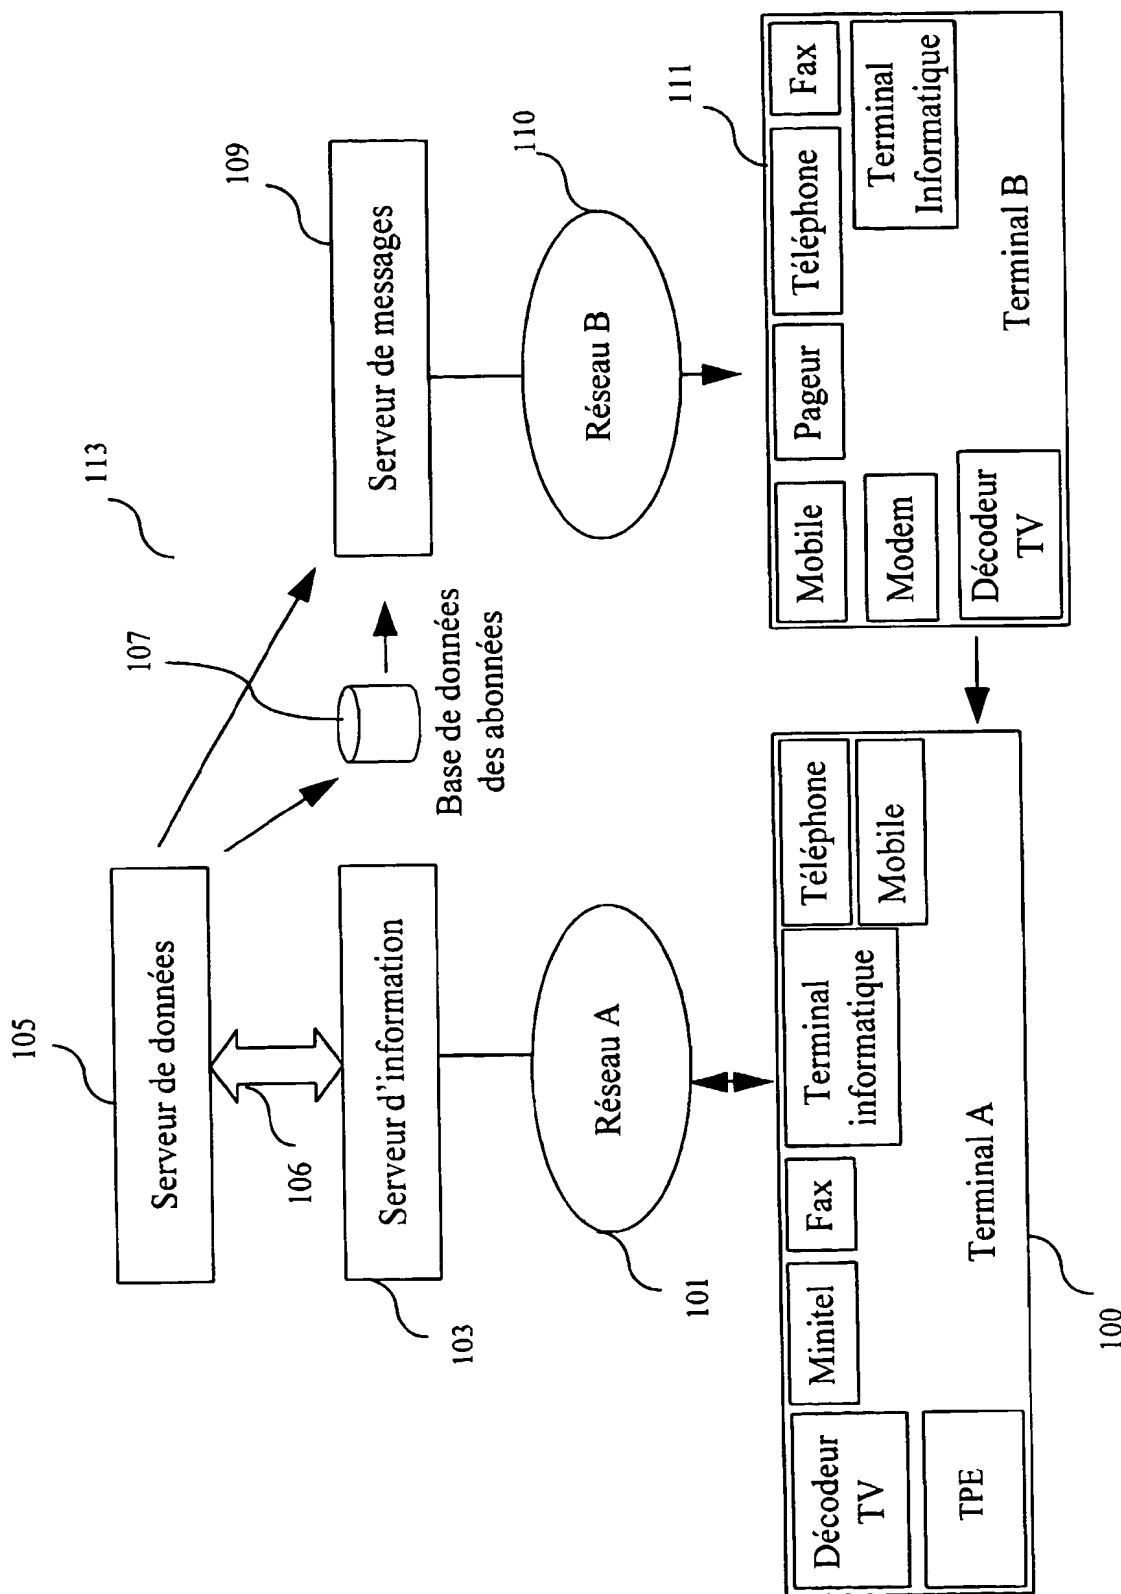 105
Serveur de données
106
Serveur d'information
103
Réseau A
101
Décodeur
TV
Minitel
Fax
Terminal
informatique
Téléphone
Mobile
TPE
Terminal A
100
113
107
Base de données
des abonnées
109
Serveur de messages
110
Réseau B
111
Mobile
Pageur
Téléphone
Fax
Modem
Terminal
Informatique
Décodeur
TV
Terminal B